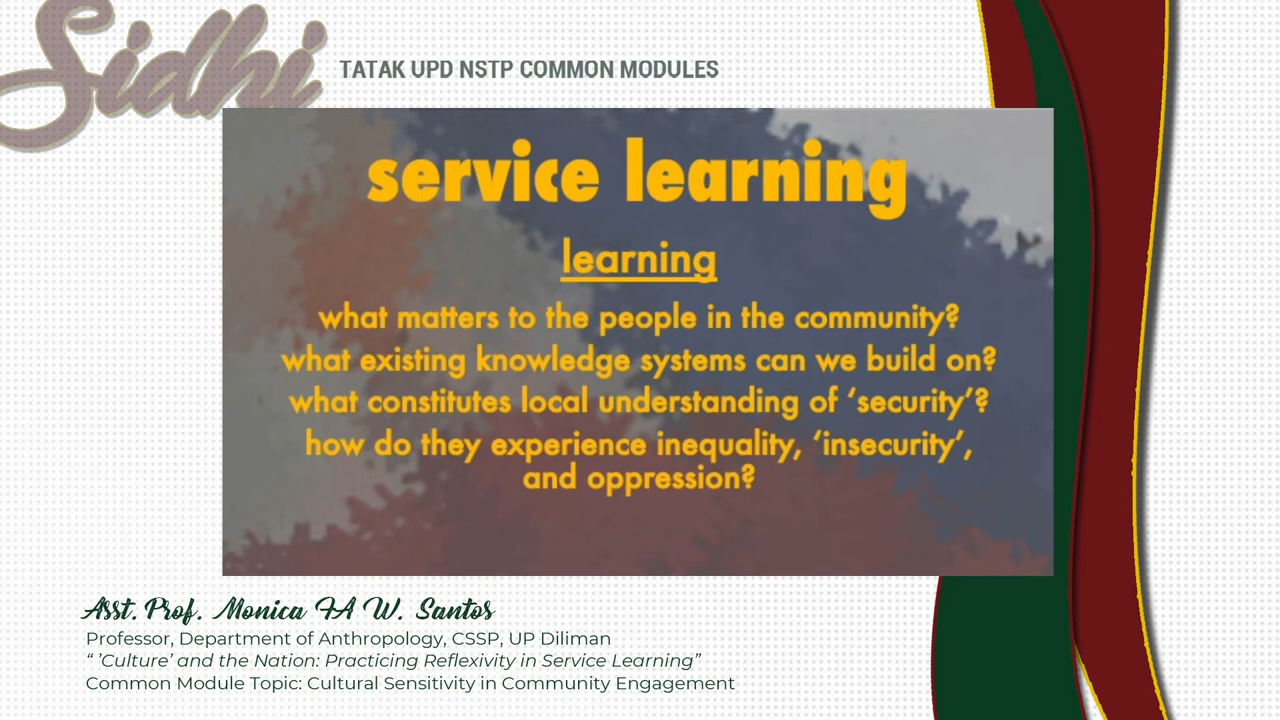 Sidhi
TATAK UPD NSTP COMMON MODULES
service learning
learning
what matters to the people in the community?
what existing knowledge systems can we build on?
what constitutes local understanding of ‘security’?
how do they experience inequality, ‘insecurity’,
and oppression?
Asst. Prof. Monica FA W. Santos
Professor, Department of Anthropology, CSSP, UP Diliman
“ ’Culture’ and the Nation: Practicing Reflexivity in Service Learning”
Common Module Topic: Cultural Sensitivity in Community Engagement